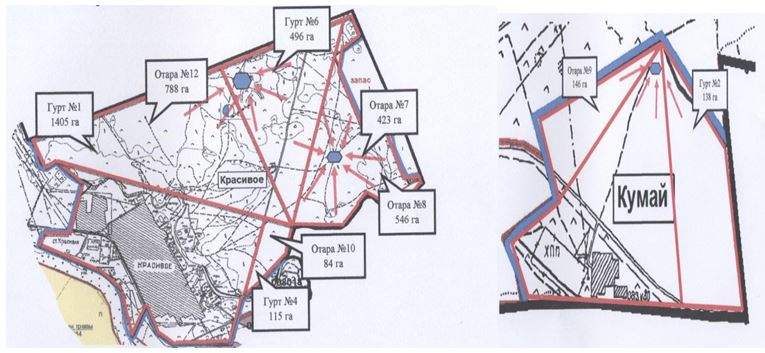 Гурт №6
496 га
Отара №12
788 га
запас
Гурт №1
1405 га
Отара №7
423 га
Красивое
Отара №8
546 га
Отара №10
84 га
КРАСИВОЕ
Гурт №4
115 га
Отара №9
146 га
Гурт №2
138 га
Кумай
ХПП